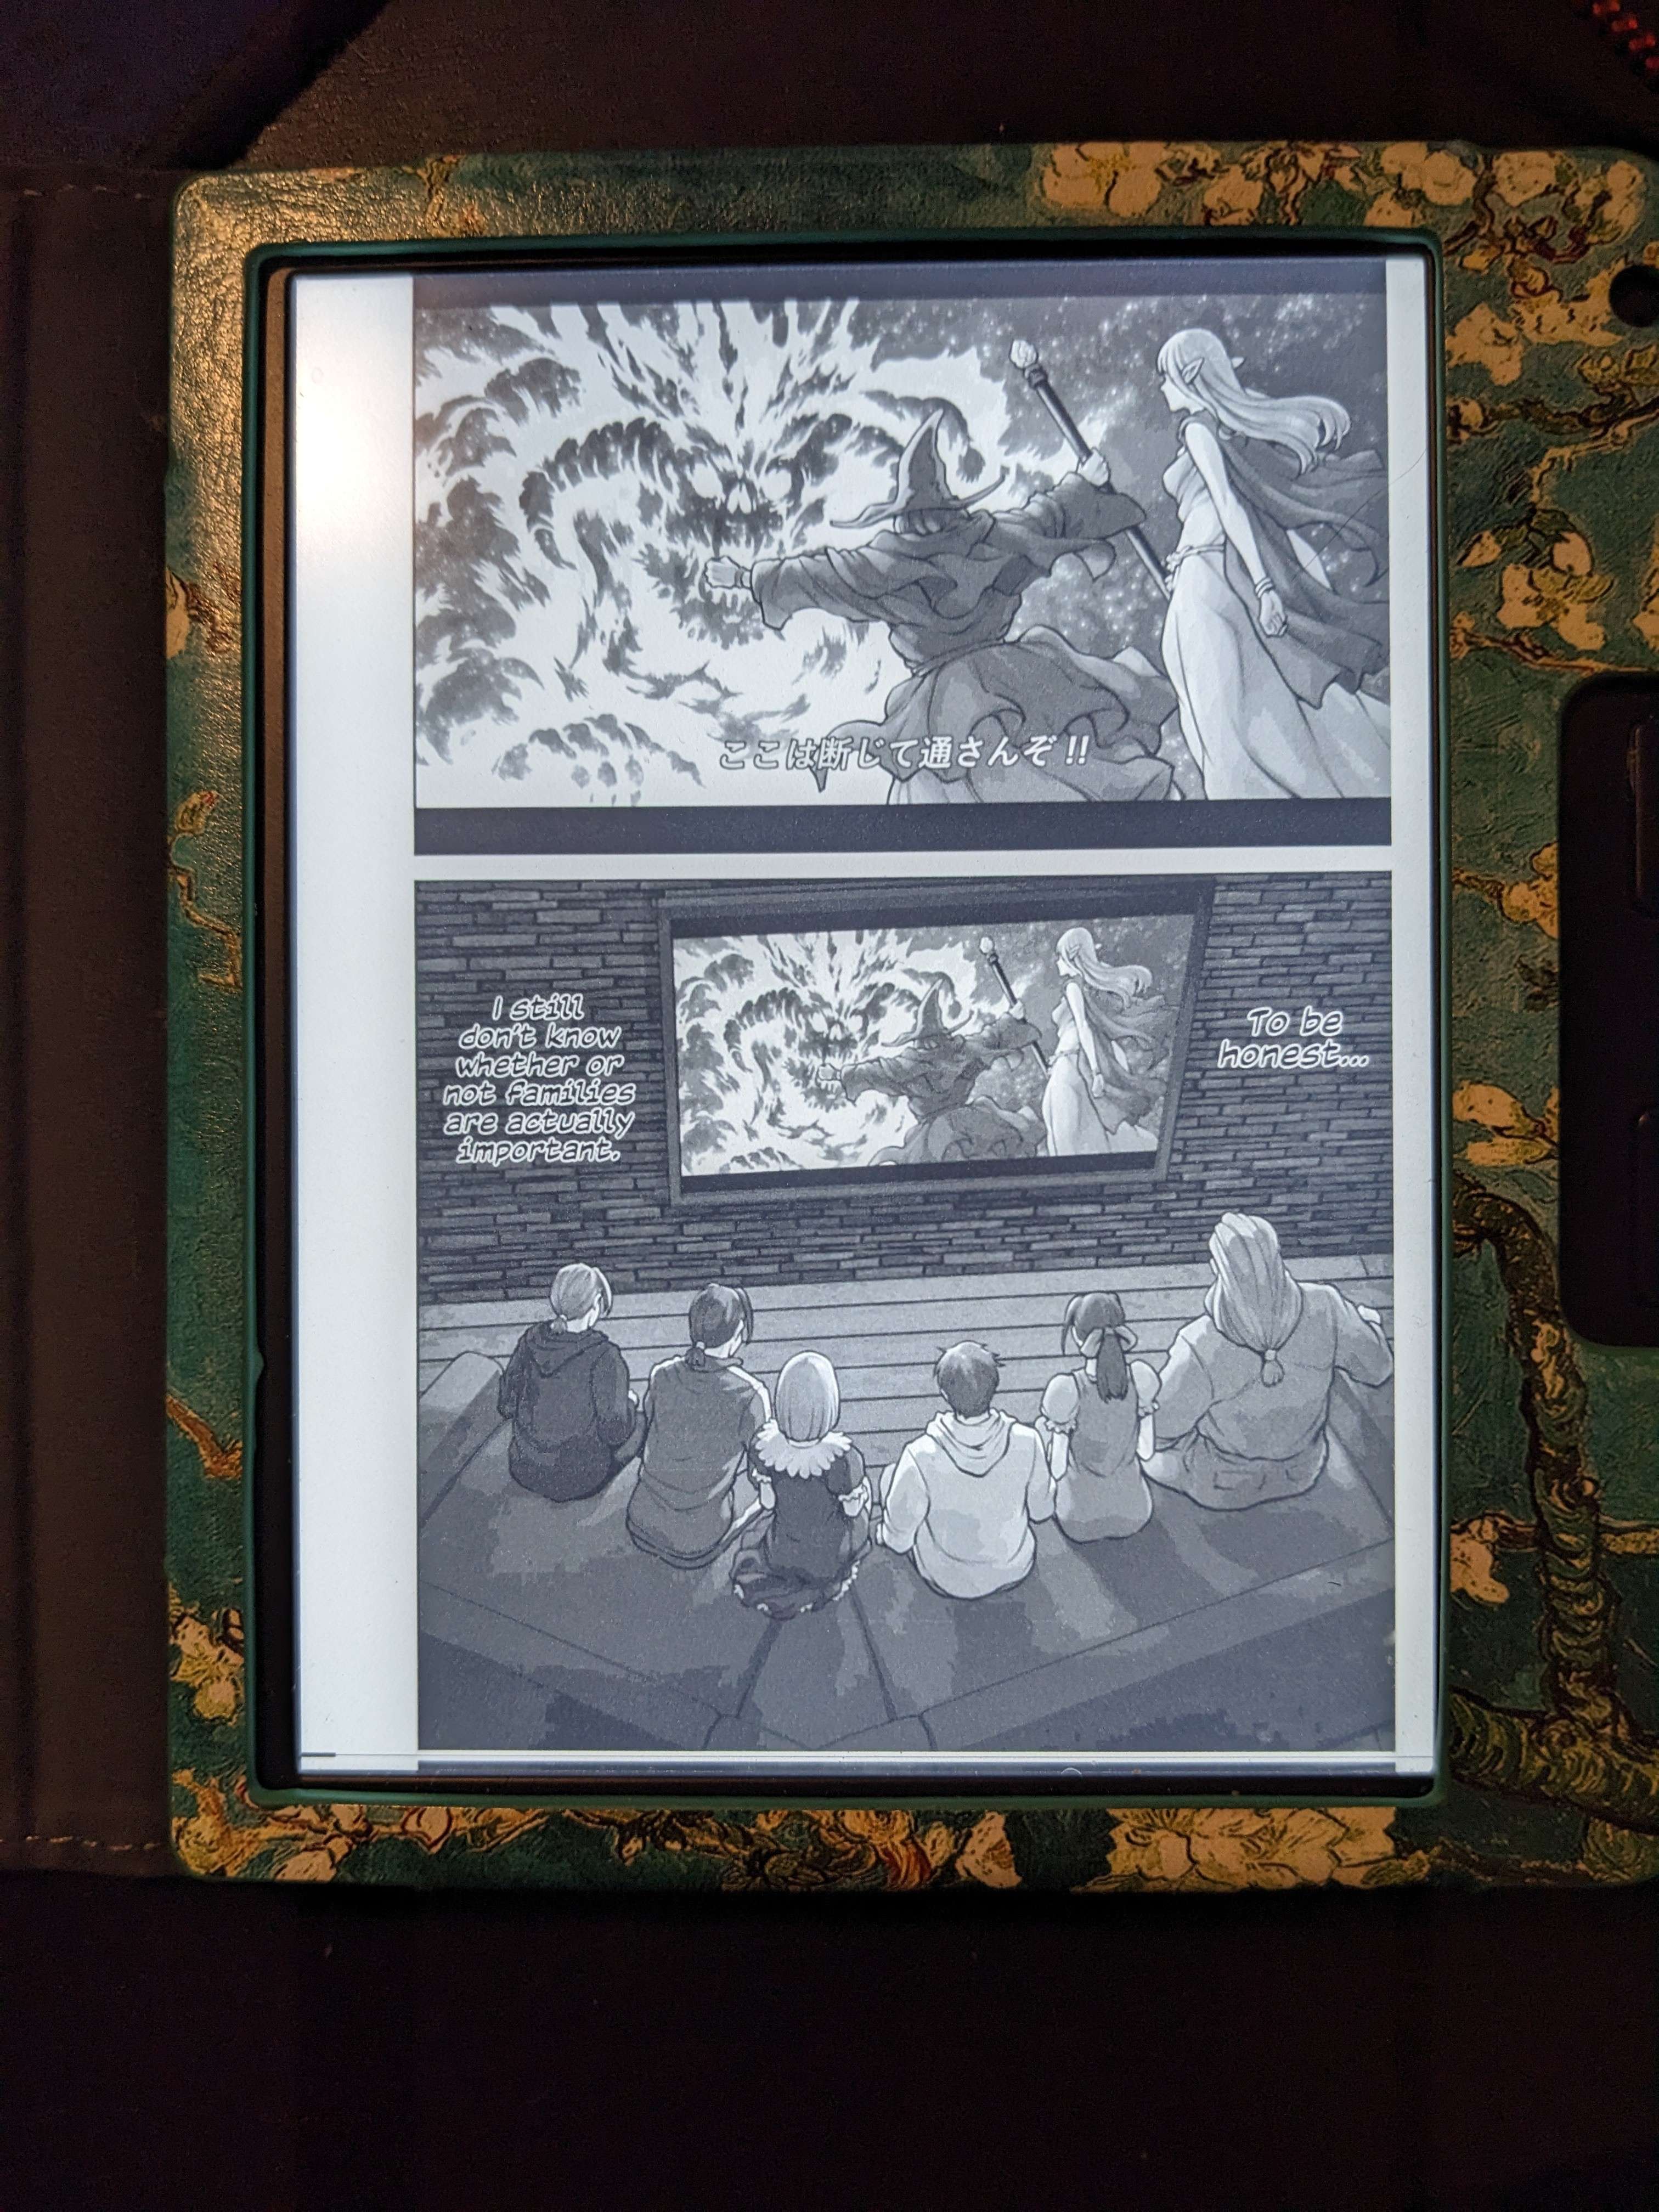 ここは断じて通さんぞ!!
To be
honest...
I still
don't know
whether or
not families
are actually
important.